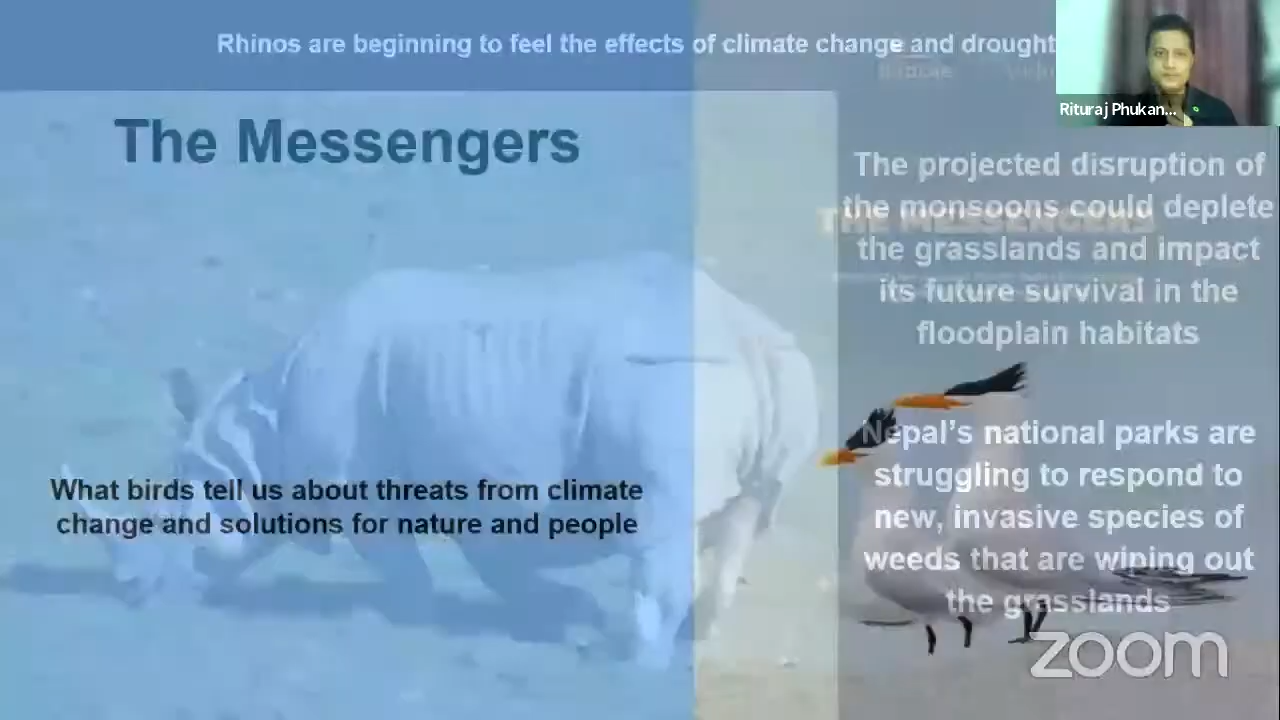 Rhinos are beginning to feel the effects of climate change and drought
Rituraj Phukan...
The Messengers
What birds tell us about threats from climate
change and solutions for nature and people
The projected disruption of
the monsoons could deplete
the grasslands and impact
its future survival in the
floodplain habitats
THE MESSENGERS
Nepal's national parks are
struggling to respond to
new, invasive species of
weeds that are wiping out
the grasslands
zoom